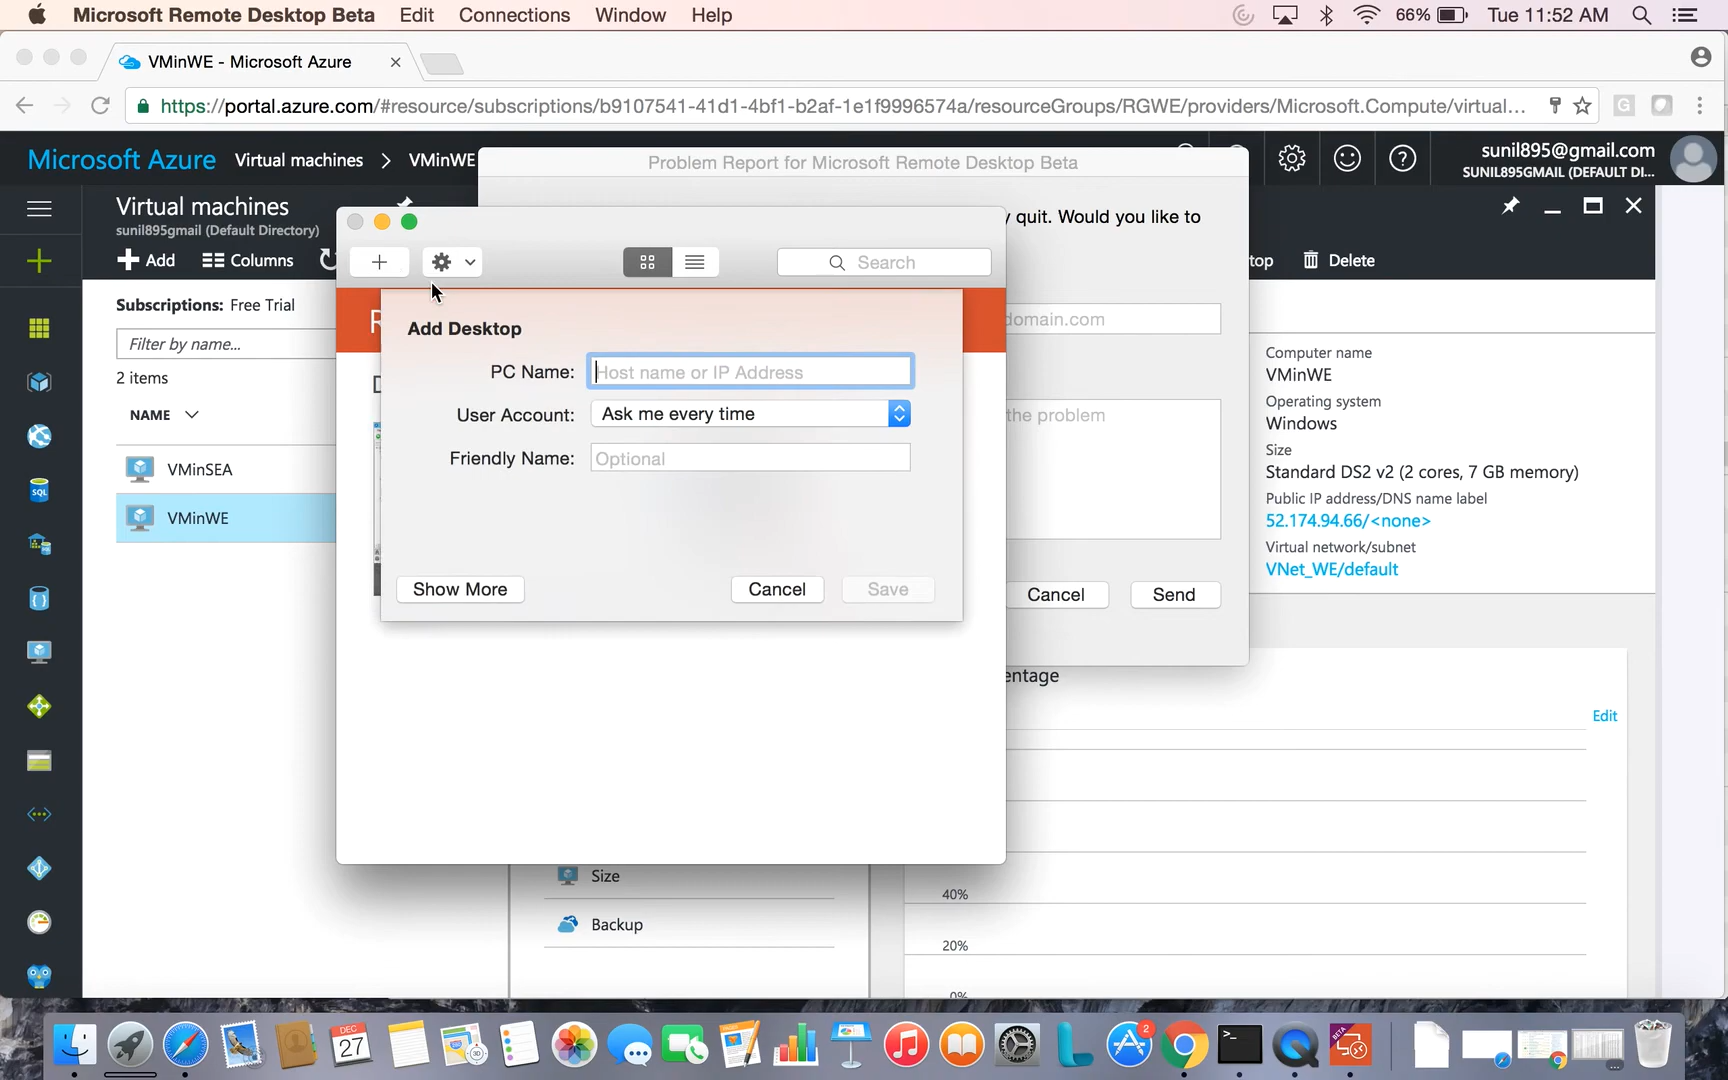 Microsoft Remote Desktop Beta Edit Connections Window Help 66% Tue 11:52 AM
VMinWE - Microsoft Azure
https://portal.azure.com/#resource/subscriptions/b9107541-41d1-4bf1-b2af-1e1f9996574a/resourceGroups/RGWE/providers/Microsoft.Compute/virtual...
Microsoft Azure Virtual machines > VMinWE
sunil895@gmail.com
SUNIL895GMAIL (DEFAULT DI...
Problem Report for Microsoft Remote Desktop Beta
Virtual machines
sunil895gmail (Default Directory)
quit. Would you like to
Add Columns
Search
top Delete
Subscriptions: Free Trial
Filter by name...
2 items
NAME
VMinSEA
VMinWE
R
Add Desktop
PC Name: Host name or IP Address
User Account: Ask me every time
Friendly Name: Optional
Show More Cancel Save
domain.com
the problem
Cancel Send
Computer name
VMinWE
Operating system
Windows
Size
Standard DS2 v2 (2 cores, 7 GB memory)
Public IP address/DNS name label
52.174.94.66/<none>
Virtual network/subnet
VNet_WE/default
entage
Edit
Size
Backup
40%
20%
0%
SQL
DEC
27
3D
2
BETA